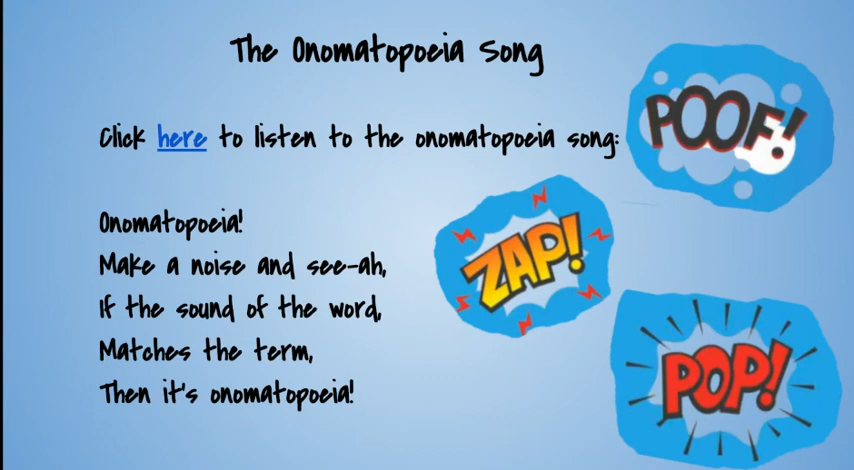 The Onomatopoeia Song
Click here to listen to the onomatopoeia song:
POOF!
Onomatopoeia!
Make a noise and see-ah,
If the sound of the word,
Matches the term,
Then it's onomatopoeia!
ZAP!
POP!